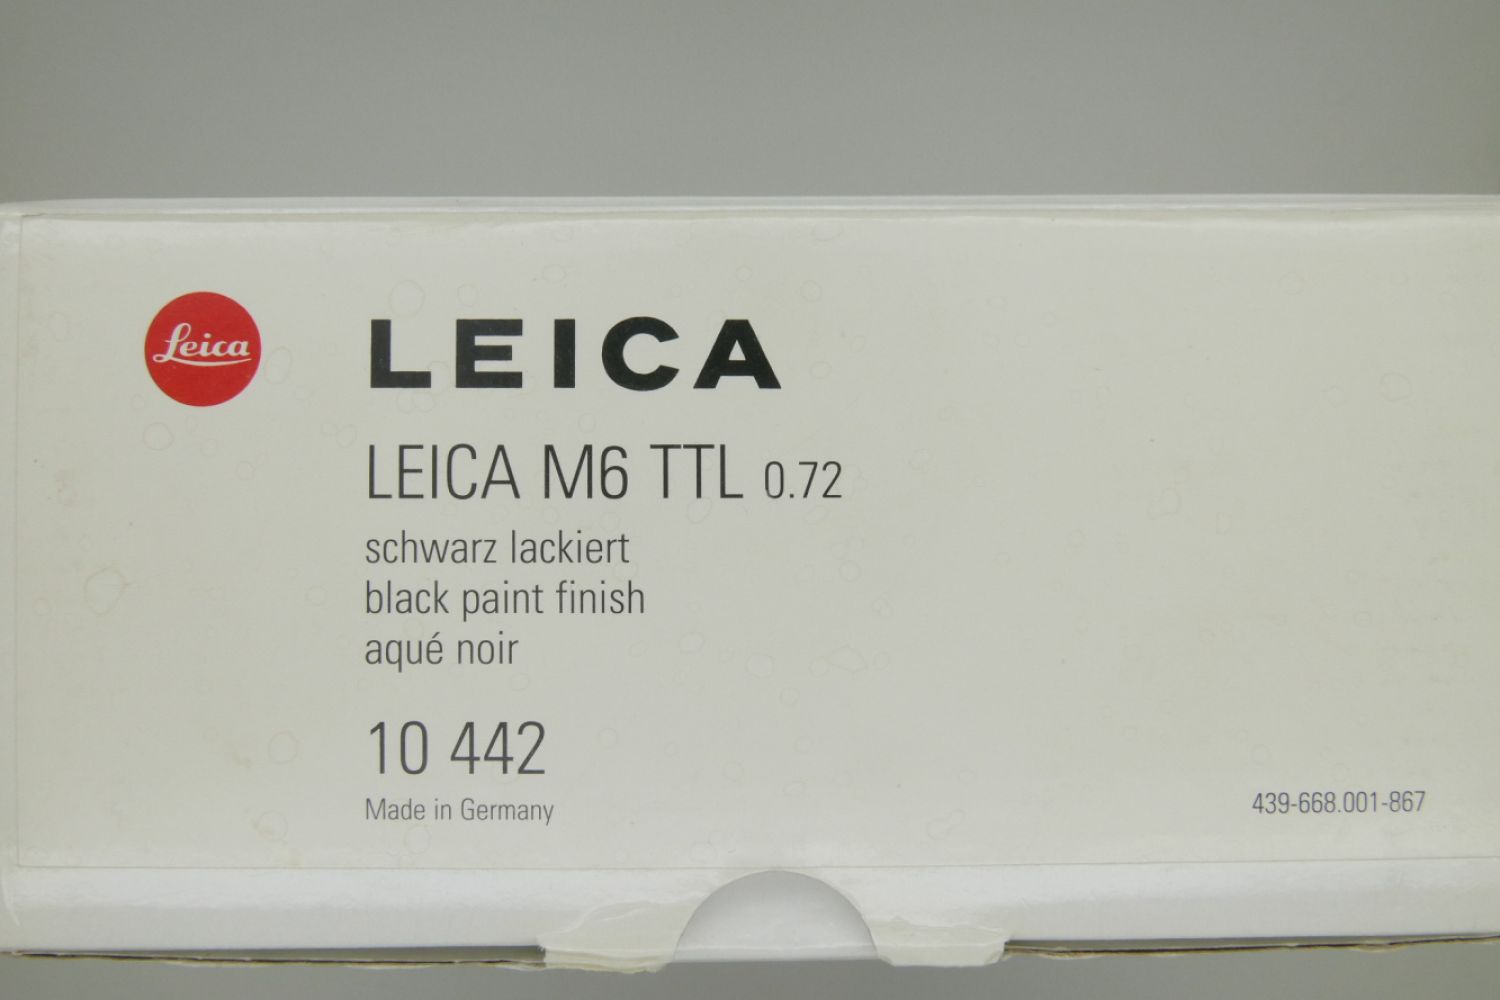 Leica
LEICA
LEICA M6 TTL 0.72
schwarz lackiert
black paint finish
aqué noir
10 442
Made in Germany
439-668.001-867